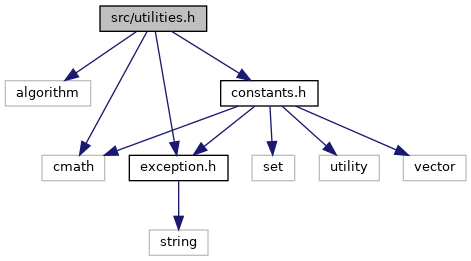 src/utilities.h
algorithm
constants.h
cmath
exception.h
set
utility
vector
string